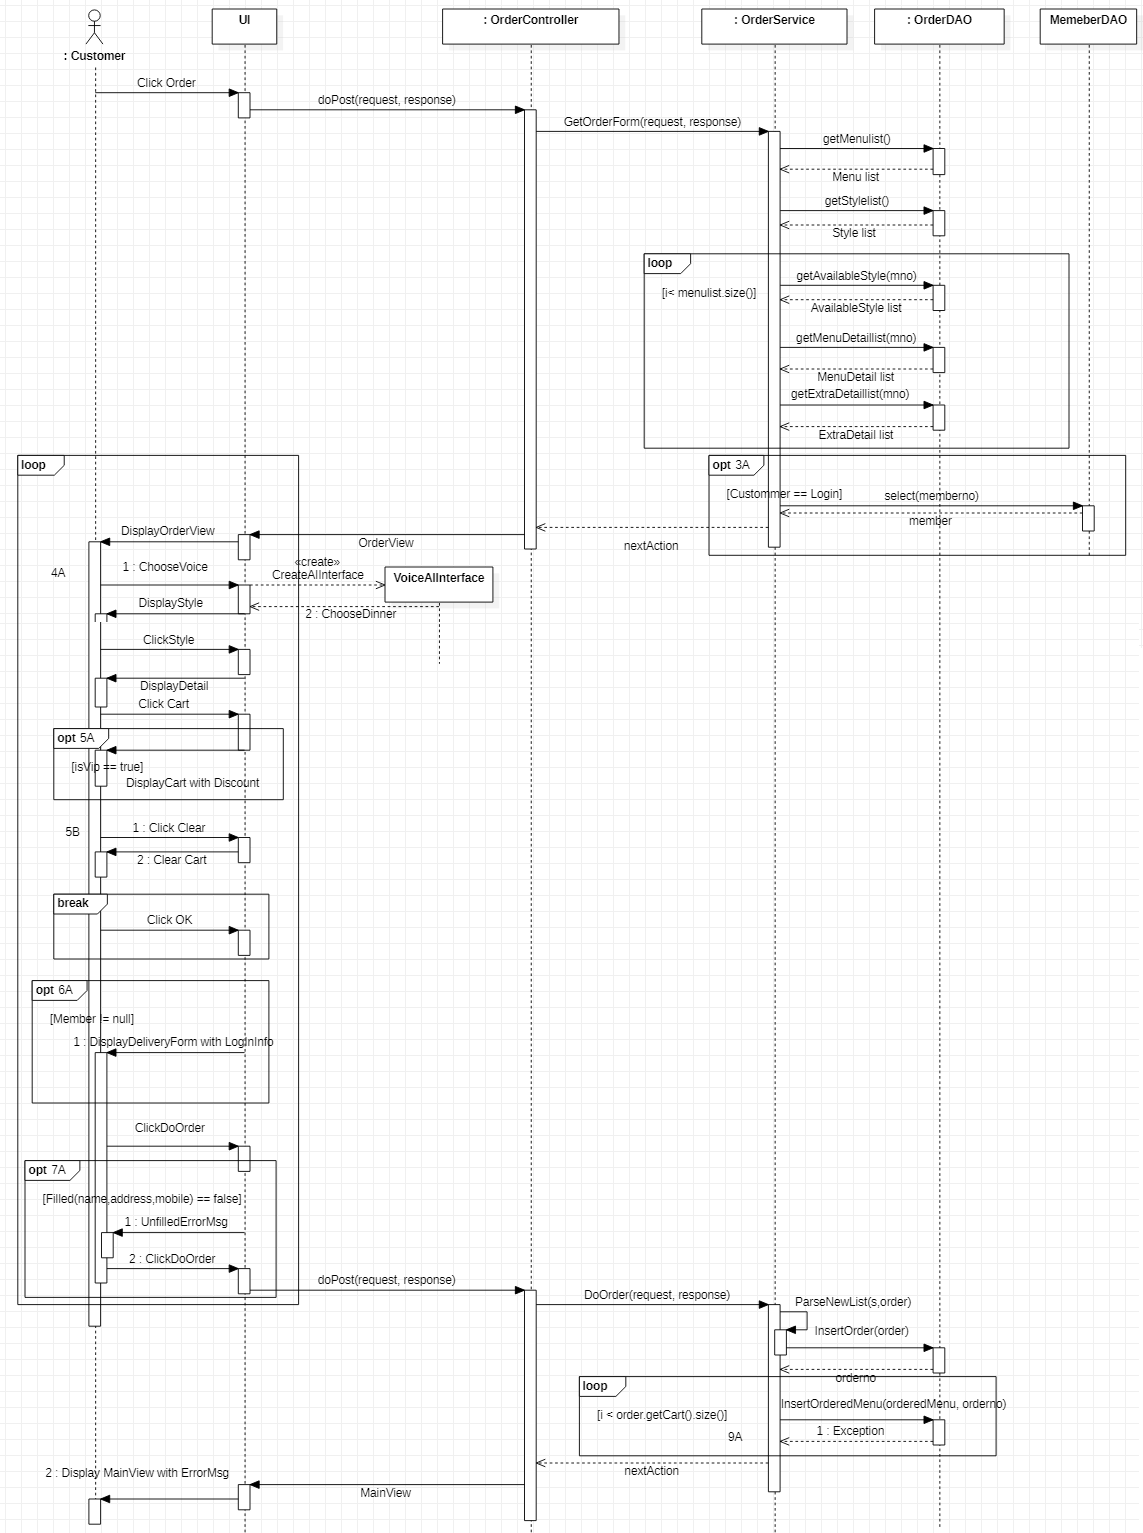 UI
: OrderController
: OrderService
: OrderDAO
MemeberDAO
: Customer
Click Order
doPost(request, response)
GetOrderForm(request, response)
getMenulist()
Menu list
getStylelist()
Style list
loop
[i< menulist.size()]
getAvailableStyle(mno)
AvailableStyle list
getMenuDetaillist(mno)
MenuDetail list
getExtraDetaillist(mno)
ExtraDetail list
loop
opt 3A
[Custommer == Login]
select(memberno)
member
nextAction
OrderView
DisplayOrderView
4A
1 : ChooseVoice
«create»
CreateAIInterface
VoiceAIInterface
DisplayStyle
2 : ChooseDinner
ClickStyle
DisplayDetail
Click Cart
opt 5A
[isVip == true]
DisplayCart with Discount
5B
1 : Click Clear
2 : Clear Cart
break
Click OK
opt 6A
[Member != null]
1 : DisplayDeliveryForm with LogInInfo
ClickDoOrder
opt 7A
[Filled(name,address,mobile) == false]
1 : UnfilledErrorMsg
2 : ClickDoOrder
doPost(request, response)
DoOrder(request, response)
ParseNewList(s,order)
InsertOrder(order)
orderno
loop
[i < order.getCart().size()]
InsertOrderedMenu(orderedMenu, orderno)
9A
1 : Exception
nextAction
2 : Display MainView with ErrorMsg
MainView